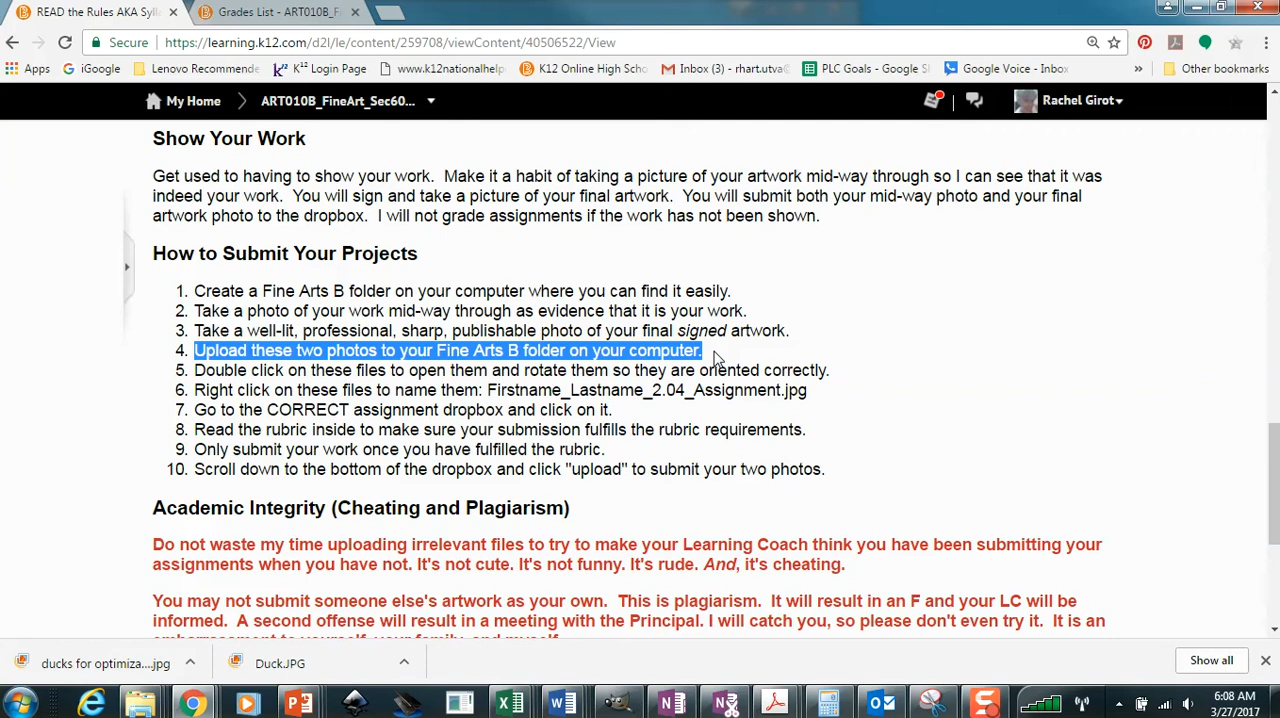 READ the Rules AKA Sylla
Grades List - ART010B_Fi
Secure
https://learning.k12.com/d2l/le/content/259708/viewContent/40506522/View
Apps
iGoogle
Lenovo Recommende
K12 Login Page
www.k12nationalhelp
K12 Online High Scho
Inbox (3) - rhart.utva@
PLC Goals - Google Sh
Google Voice - Inbox
Other bookmarks
My Home
ART010B_FineArt_Sec60...
Rachel Girot
Show Your Work
Get used to having to show your work.  Make it a habit of taking a picture of your artwork mid-way through so I can see that it was
indeed your work.  You will sign and take a picture of your final artwork.  You will submit both your mid-way photo and your final
artwork photo to the dropbox.  I will not grade assignments if the work has not been shown.
How to Submit Your Projects
1. Create a Fine Arts B folder on your computer where you can find it easily.
2. Take a photo of your work mid-way through as evidence that it is your work.
3. Take a well-lit, professional, sharp, publishable photo of your final signed artwork.
4. Upload these two photos to your Fine Arts B folder on your computer.
5. Double click on these files to open them and rotate them so they are oriented correctly.
6. Right click on these files to name them: Firstname_Lastname_2.04_Assignment.jpg
7. Go to the CORRECT assignment dropbox and click on it.
8. Read the rubric inside to make sure your submission fulfills the rubric requirements.
9. Only submit your work once you have fulfilled the rubric.
10. Scroll down to the bottom of the dropbox and click "upload" to submit your two photos.
Academic Integrity (Cheating and Plagiarism)
Do not waste my time uploading irrelevant files to try to make your Learning Coach think you have been submitting your
assignments when you have not. It's not cute. It's not funny. It's rude. And, it's cheating.
You may not submit someone else's artwork as your own.  This is plagiarism.  It will result in an F and your LC will be
informed.  A second offense will result in a meeting with the Principal. I will catch you, so please don't even try it.  It is an
embarrassment to yourself, your family, and myself.
ducks for optimiza....jpg
Duck.JPG
Show all
6:08 AM
3/27/2017